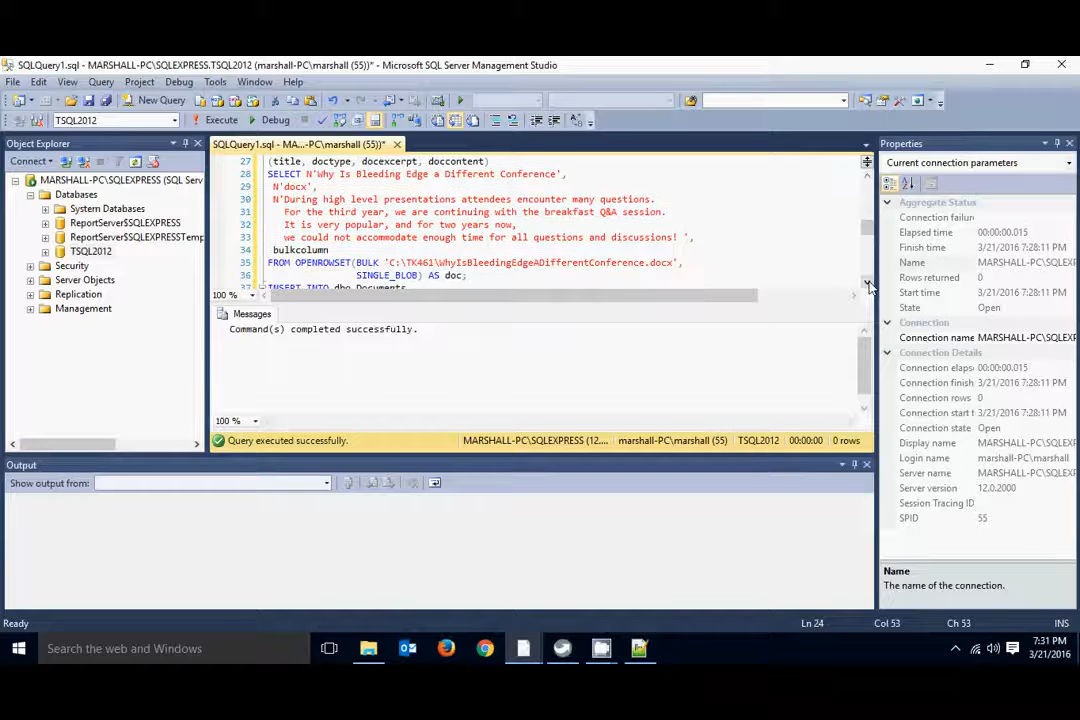 SQLQuery1.sql - MARSHALL-PC\SQLEXPRESS.TSQL2012 (marshall-PC\marshall (55))* - Microsoft SQL Server Management Studio
File Edit View Query Project Debug Tools Window Help
New Query
TSQL2012 Execute Debug
Object Explorer
Connect
MARSHALL-PC\SQLEXPRESS (SQL Serv
Databases
System Databases
ReportServer$SQLEXPRESS
ReportServer$SQLEXPRESSTemp
TSQL2012
Security
Server Objects
Replication
Management
SQLQuery1.sql - MA...-PC\marshall (55))*
27 (title, doctype, docexcerpt, doccontent)
28 SELECT N'Why Is Bleeding Edge a Different Conference',
29 N'docx',
30 N'During high level presentations attendees encounter many questions.
31 For the third year, we are continuing with the breakfast Q&A session.
32 It is very popular, and for two years now,
33 we could not accommodate enough time for all questions and discussions! ',
34 bulkcolumn
35 FROM OPENROWSET(BULK 'C:\TK461\WhyIsBleedingEdgeADifferentConference.docx',
36 SINGLE_BLOB) AS doc;
37 INSERT INTO dbo.Documents
100 %
Messages
Command(s) completed successfully.
100 %
Query executed successfully. MARSHALL-PC\SQLEXPRESS (12.... marshall-PC\marshall (55) TSQL2012 00:00:00 0 rows
Output
Show output from:
Properties
Current connection parameters
Aggregate Status
Connection failure
Elapsed time 00:00:00.015
Finish time 3/21/2016 7:28:11 PM
Name MARSHALL-PC\SQLEXP
Rows returned 0
Start time 3/21/2016 7:28:11 PM
State Open
Connection
Connection name MARSHALL-PC\SQLEXP
Connection Details
Connection elaps 00:00:00.015
Connection finish 3/21/2016 7:28:11 PM
Connection rows 0
Connection start t 3/21/2016 7:28:11 PM
Connection state Open
Display name MARSHALL-PC\SQLEXP
Login name marshall-PC\marshall
Server name MARSHALL-PC\SQLEXP
Server version 12.0.2000
Session Tracing ID
SPID 55
Name
The name of the connection.
Ready Ln 24 Col 53 Ch 53 INS
Search the web and Windows
7:31 PM
3/21/2016